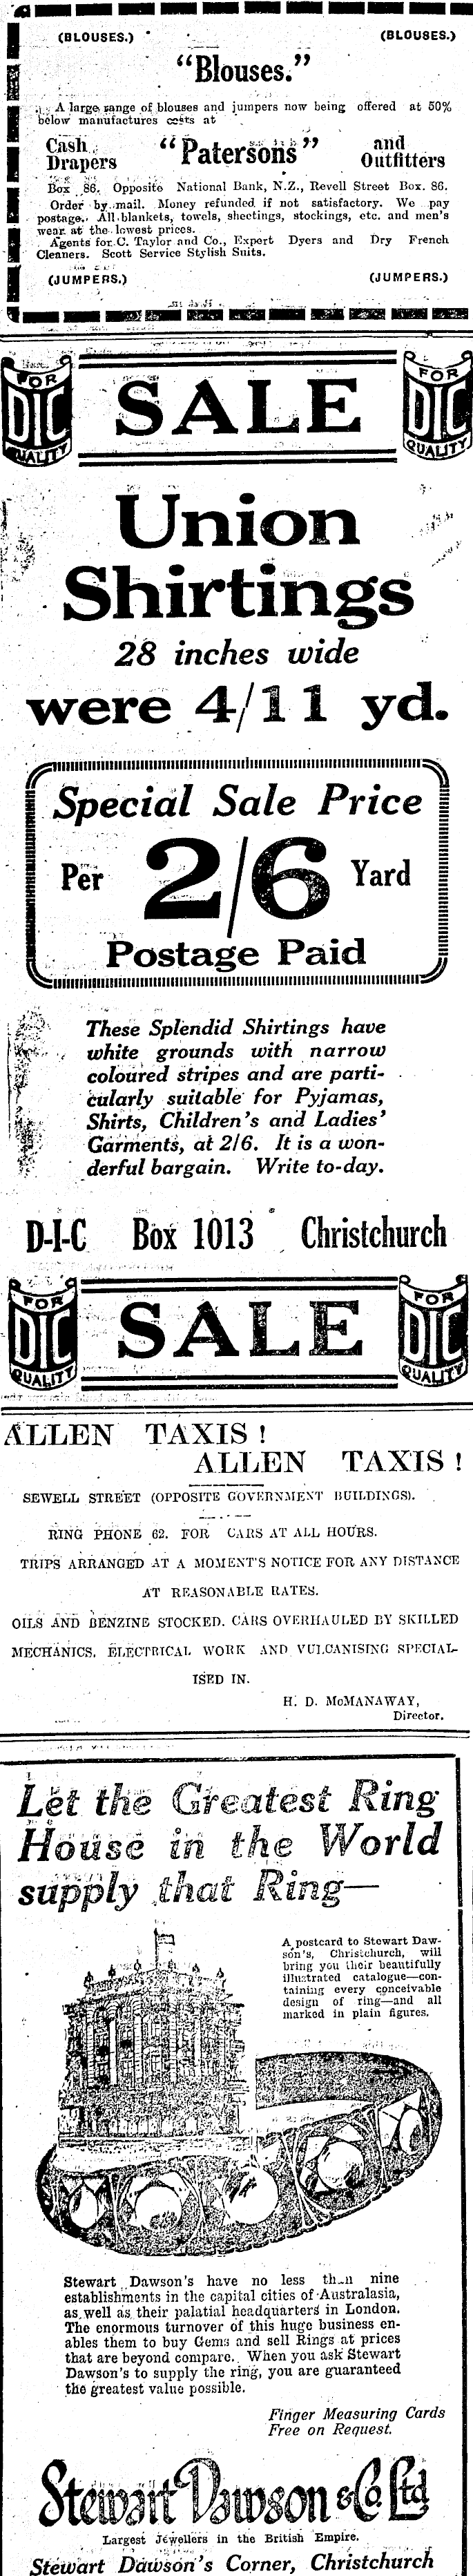 (BLOUSES.) (BLOUSES.)
"Blouses."
A large range of blouses and jumpers now being offered at 50%
below manufactures costs at
Cash Drapers "Patersons" and Outfitters
Box 86. Opposite National Bank, N.Z., Revell Street Box. 86.
Order by mail. Money refunded if not satisfactory. We pay
postage. All blankets, towels, sheetings, stockings, etc. and men's
wear at the lowest prices.
Agents for C. Taylor and Co., Expert Dyers and Dry French
Cleaners. Scott Service Stylish Suits.
(JUMPERS.) (JUMPERS.)
FOR DIC QUALITY SALE FOR DIC QUALITY
Union
Shirtings
28 inches wide
were 4/11 yd.
Special Sale Price
Per 2/6 Yard
Postage Paid
These Splendid Shirtings have
white grounds with narrow
coloured stripes and are parti-
cularly suitable for Pyjamas,
Shirts, Children's and Ladies'
Garments, at 2/6. It is a won-
derful bargain. Write to-day.
D-I-C Box 1013 Christchurch
FOR DIC QUALITY SALE FOR DIC QUALITY
ALLEN TAXIS !
ALLEN TAXIS !
SEWELL STREET (OPPOSITE GOVERNMENT BUILDINGS).
RING PHONE 62. FOR CARS AT ALL HOURS.
TRIPS ARRANGED AT A MOMENT'S NOTICE FOR ANY DISTANCE
AT REASONABLE RATES.
OILS AND BENZINE STOCKED. CARS OVERHAULED BY SKILLED
MECHANICS. ELECTRICAL WORK AND VULCANISING SPECIAL-
ISED IN.
H. D. McMANAWAY,
Director.
Let the Greatest Ring
House in the World
supply that Ring—
A postcard to Stewart Daw-
son's, Christchurch, will
bring you their beautifully
illustrated catalogue—con-
taining every conceivable
design of ring—and all
marked in plain figures.
Stewart Dawson's have no less than nine
establishments in the capital cities of Australasia,
as well as their palatial headquarters in London.
The enormous turnover of this huge business en-
ables them to buy Gems and sell Rings at prices
that are beyond compare. When you ask Stewart
Dawson's to supply the ring, you are guaranteed
the greatest value possible.
Finger Measuring Cards
Free on Request.
Stewart Dawson & Co. Ltd
Largest Jewellers in the British Empire.
Stewart Dawson's Corner, Christchurch